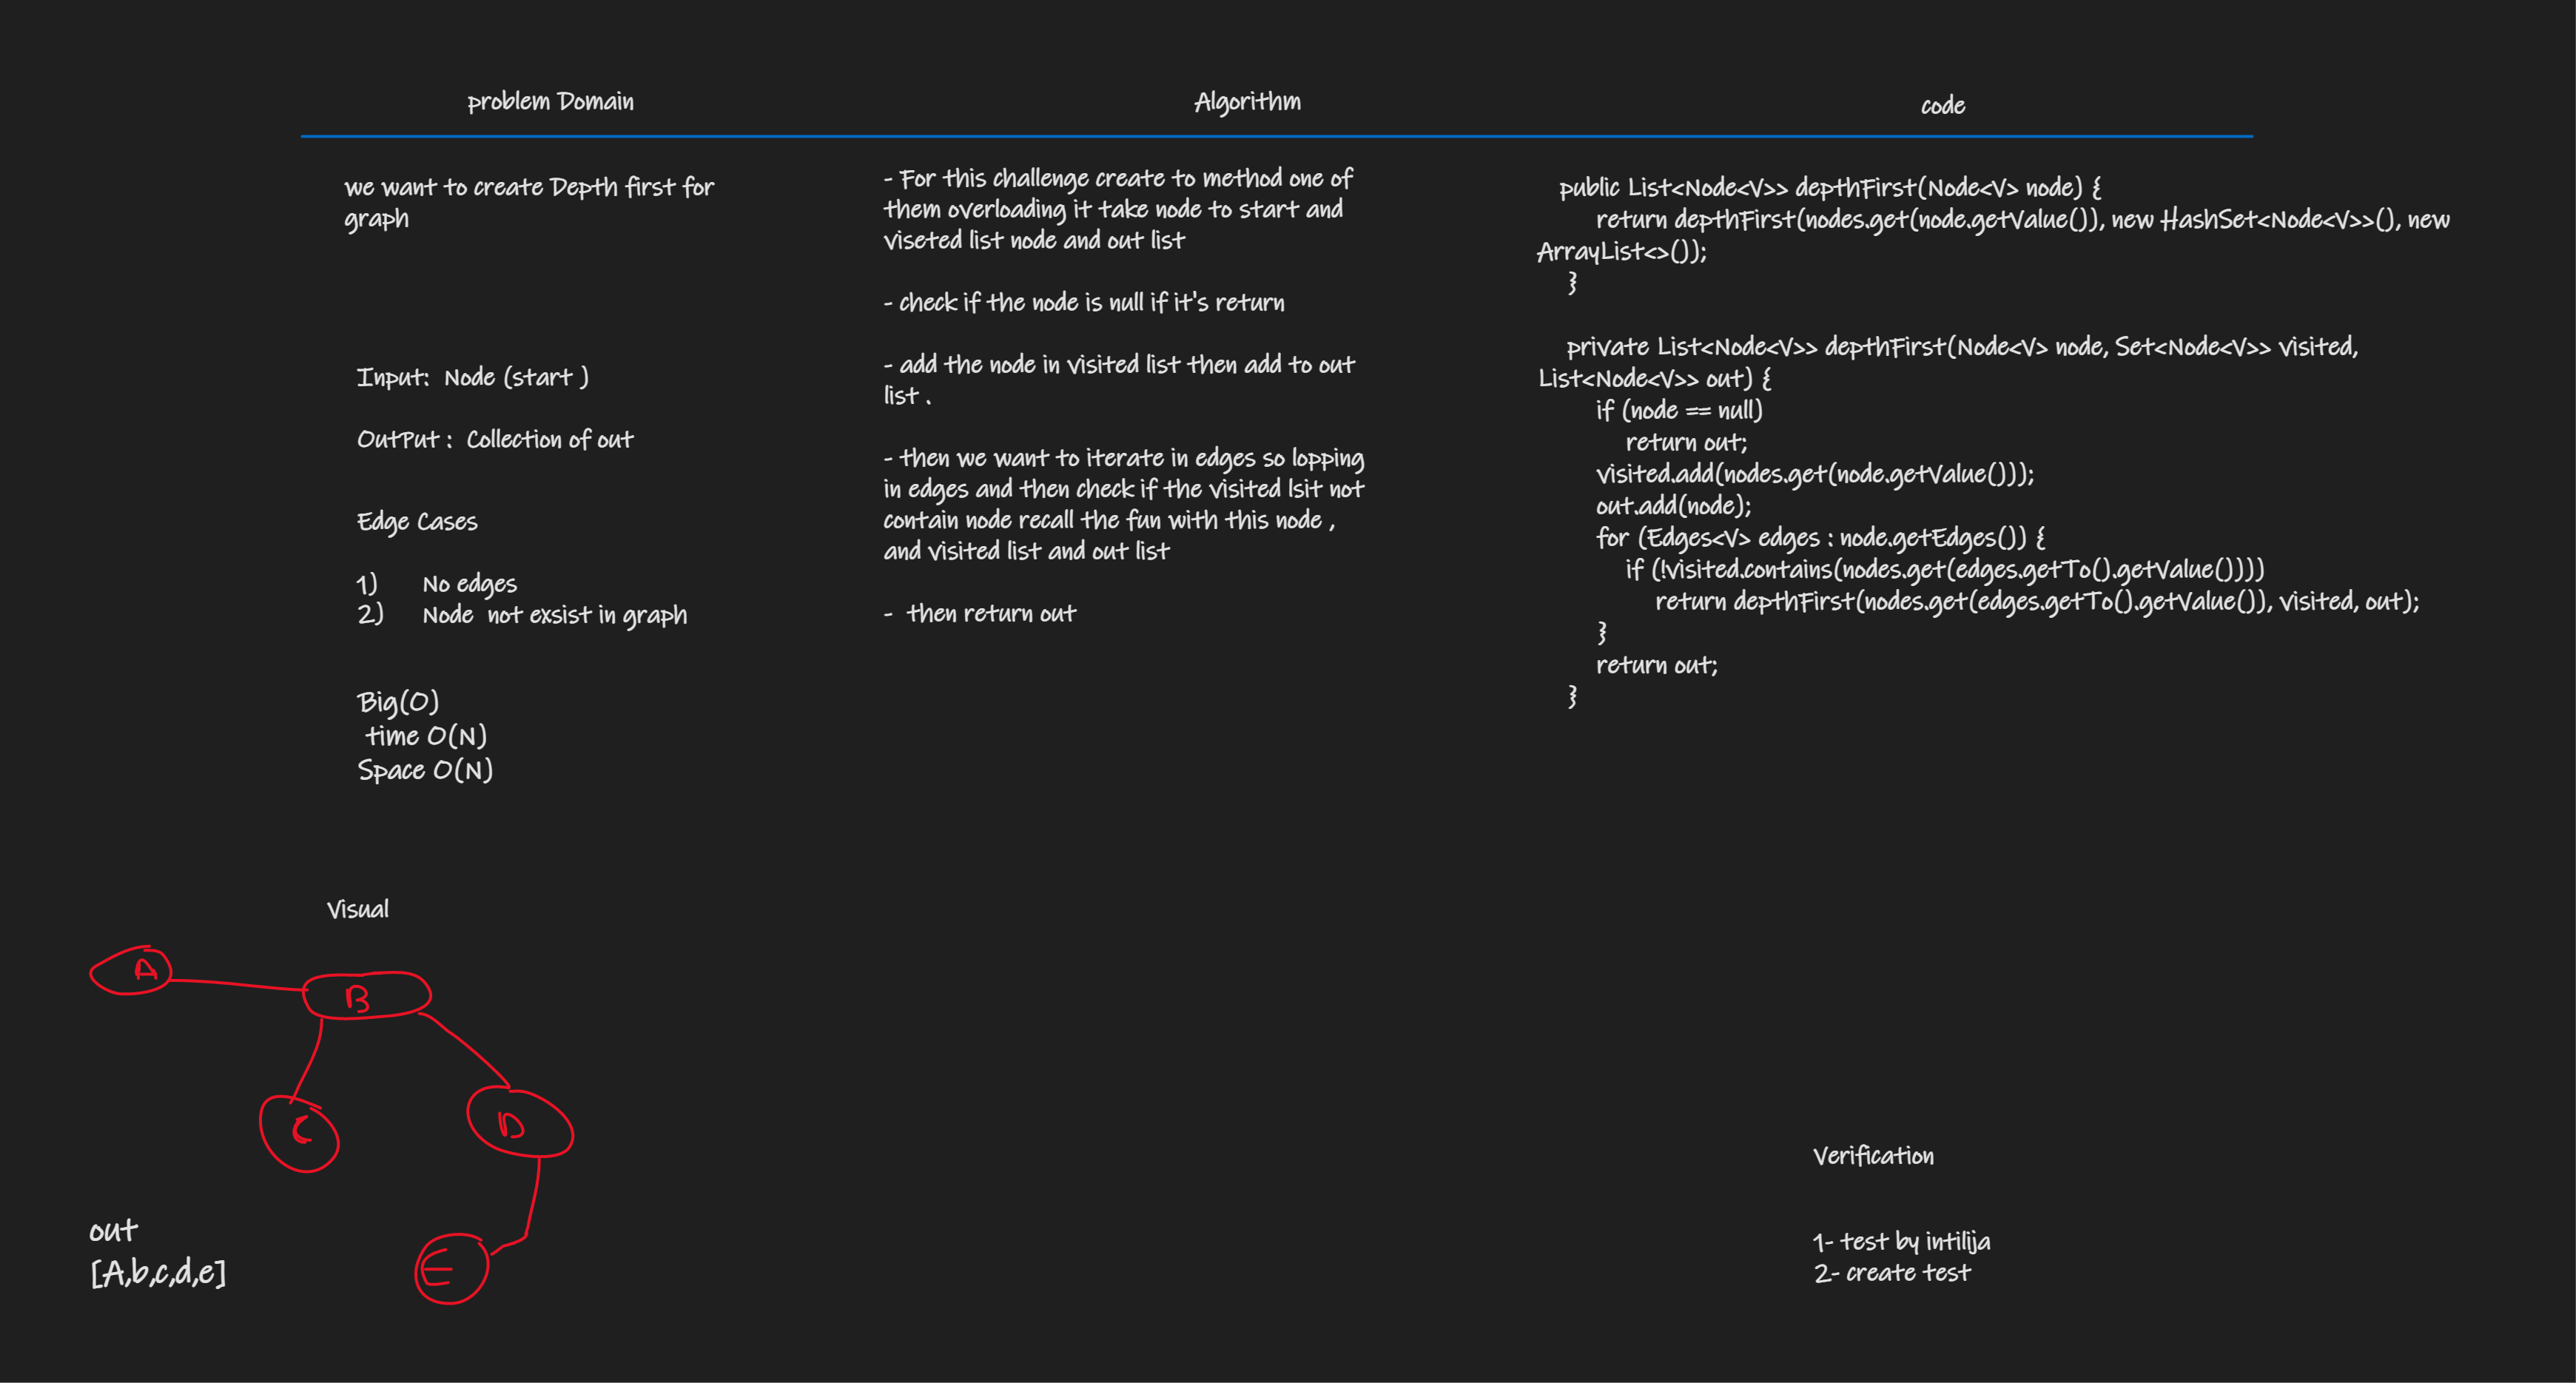 problem Domain
Algorithm
code
we want to create Depth first for
graph
Input: Node (start )
OutPut : Collection of out
Edge Cases
1) No edges
2) Node not exsist in graph
Big(O)
time O(N)
Space O(N)
- For this challenge create to method one of
them overloading it take node to start and
viseted list node and out list
- check if the node is null if it's return
- add the node in visited list then add to out
list .
- then we want to iterate in edges so lopping
in edges and then check if the visited lsit not
contain node recall the fun with this node ,
and visited list and out list
- then return out
public List<Node<V>> depthFirst(Node<V> node) {
return depthFirst(nodes.get(node.getValue()), new HashSet<Node<V>>(), new
ArrayList<>());
}
private List<Node<V>> depthFirst(Node<V> node, Set<Node<V>> visited,
List<Node<V>> out) {
if (node == null)
return out;
visited.add(nodes.get(node.getValue()));
out.add(node);
for (Edges<V> edges : node.getEdges()) {
if (!visited.contains(nodes.get(edges.getTo().getValue())))
return depthFirst(nodes.get(edges.getTo().getValue()), visited, out);
}
return out;
}
Visual
A
B
C
D
E
out
[A,b,c,d,e]
Verification
1- test by intilija
2- create test